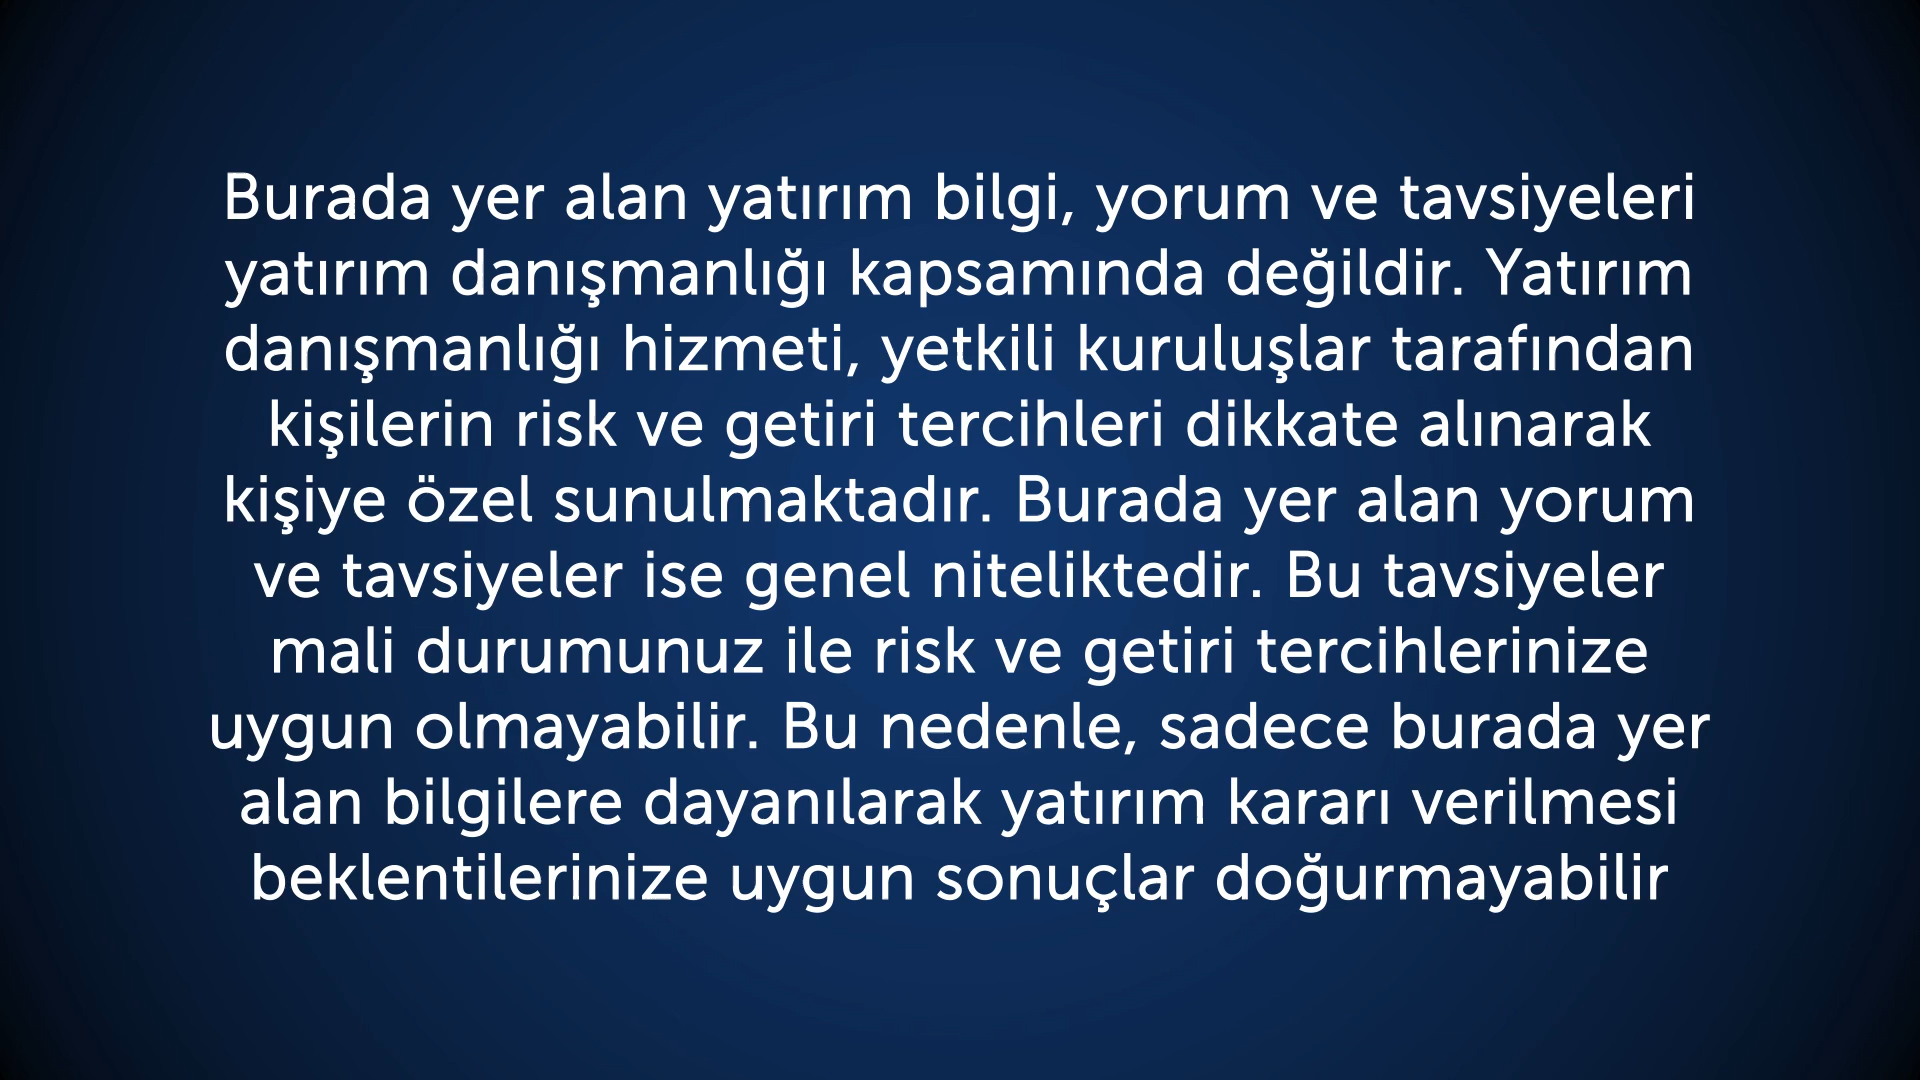 Burada yer alan yatırım bilgi, yorum ve tavsiyeleri
yatırım danışmanlığı kapsamında değildir. Yatırım
danışmanlığı hizmeti, yetkili kuruluşlar tarafından
kişilerin risk ve getiri tercihleri dikkate alınarak
kişiye özel sunulmaktadır. Burada yer alan yorum
ve tavsiyeler ise genel niteliktedir. Bu tavsiyeler
mali durumunuz ile risk ve getiri tercihlerinize
uygun olmayabilir. Bu nedenle, sadece burada yer
alan bilgilere dayanılarak yatırım kararı verilmesi
beklentilerinize uygun sonuçlar doğurmayabilir